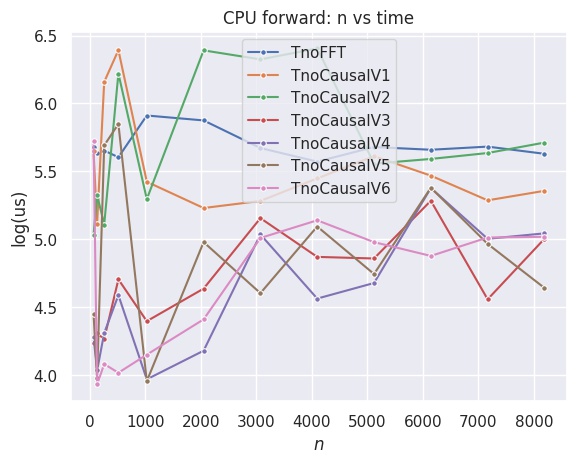 CPU forward: n vs time
6.5
6.0
5.5
5.0
4.5
4.0
log(us)
TnoFFT
TnoCausalV1
TnoCausalV2
TnoCausalV3
TnoCausalV4
TnoCausalV5
TnoCausalV6
0 1000 2000 3000 4000 5000 6000 7000 8000
n